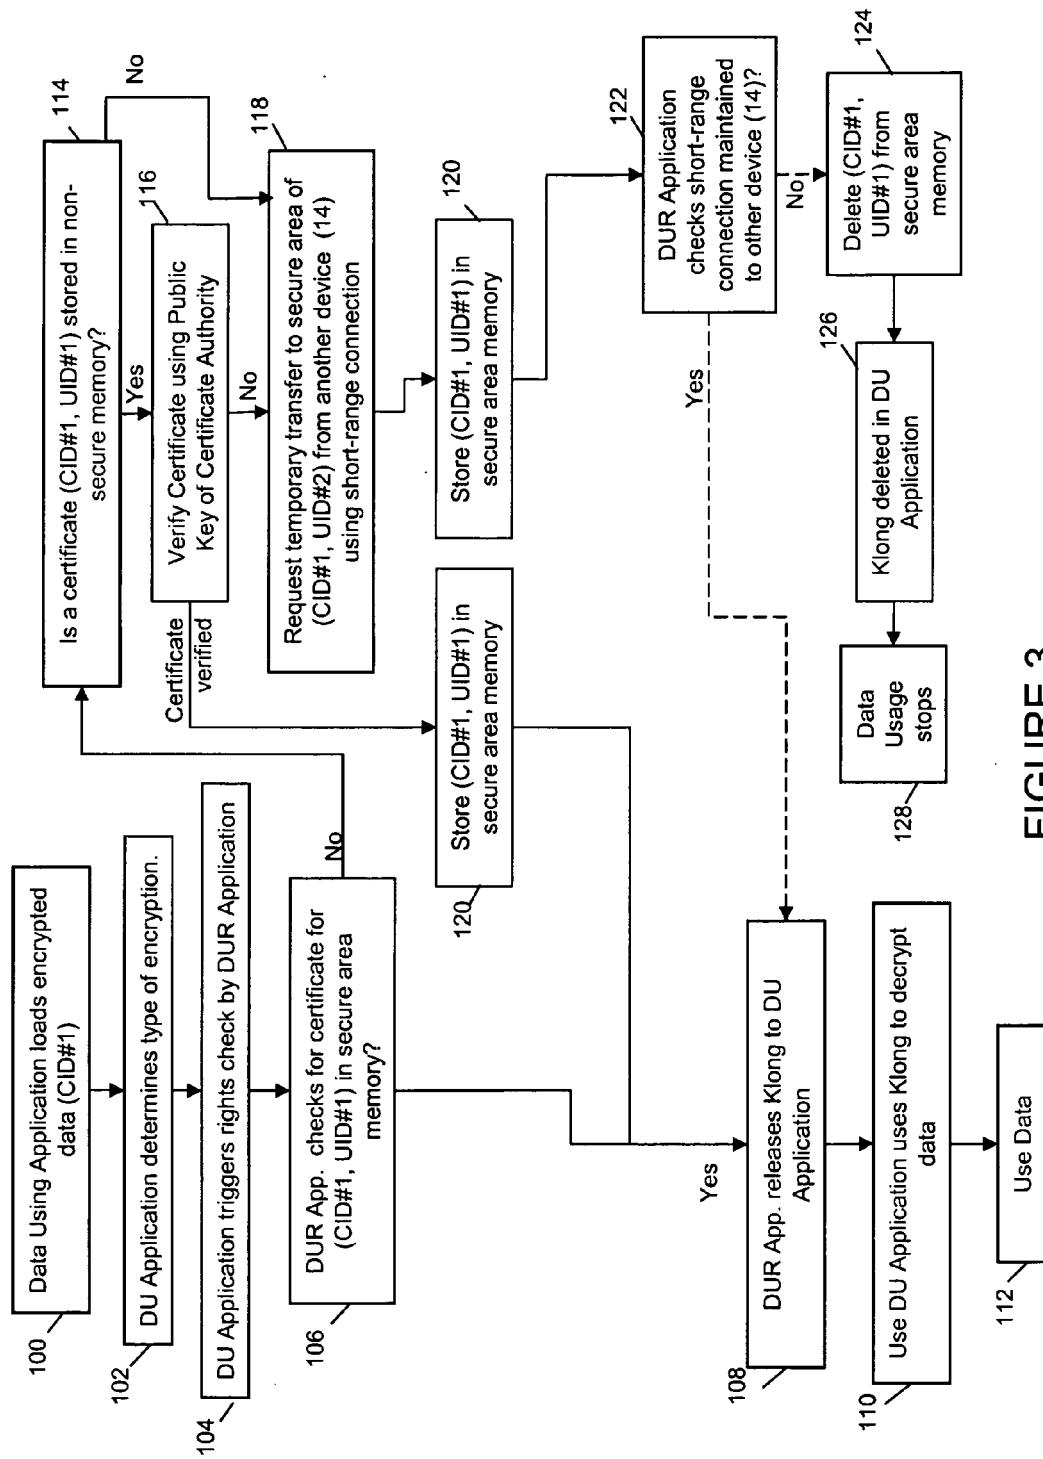 100
Data Using Application loads encrypted
data (CID#1)
102
DU Application determines type of encryption.
104
DU Application triggers rights check by DUR Application
106
DUR App. checks for certificate for
(CID#1, UID#1) in secure area
memory?
No
Yes
108
DUR App. releases Klong to DU
Application
110
Use DU Application uses Klong to decrypt
data
112
Use Data
114
Is a certificate (CID#1, UID#1) stored in non-
secure memory?
No
Yes
116
Verify Certificate using Public
Key of Certificate Authority
Certificate
verified
No
118
Request temporary transfer to secure area of
(CID#1, UID#2) from another device (14)
using short-range connection
120
Store (CID#1, UID#1) in
secure area memory
120
Store (CID#1, UID#1) in
secure area memory
122
DUR Application
checks short-range
connection maintained
to other device (14)?
Yes
No
124
Delete (CID#1,
UID#1) from
secure area
memory
126
Klong deleted in DU
Application
128
Data
Usage
stops
FIGURE 3